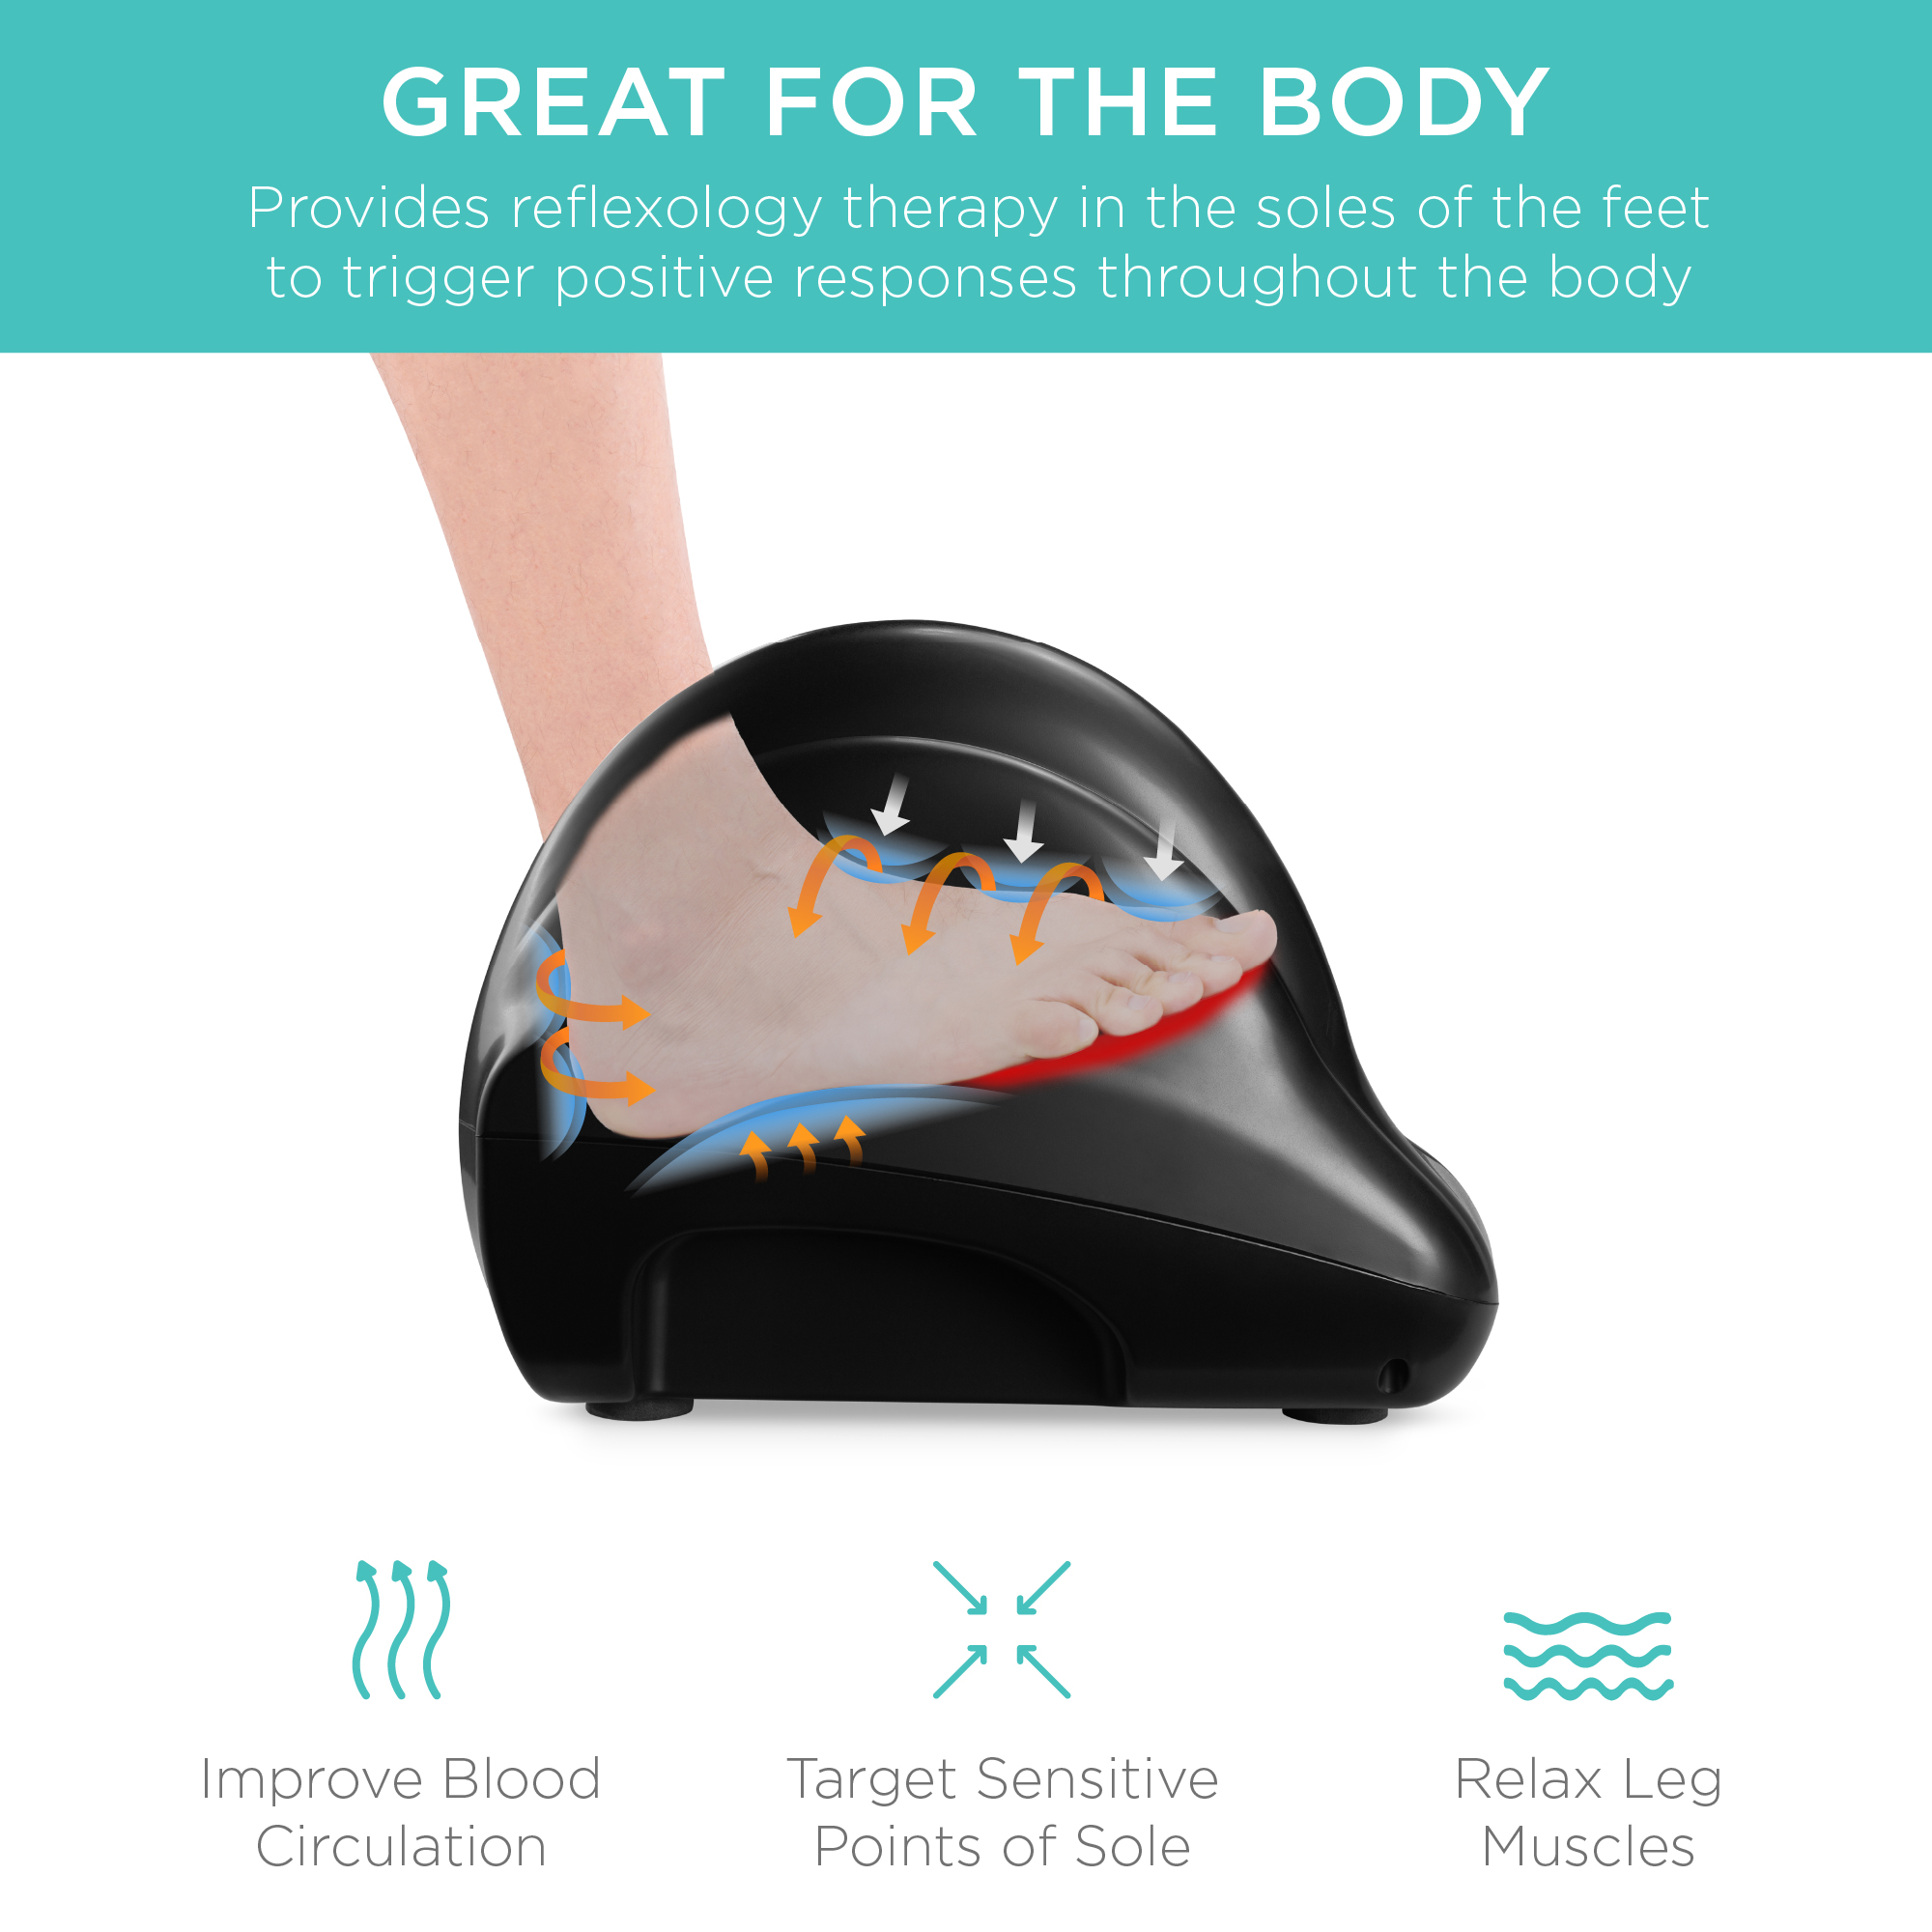 GREAT FOR THE BODY
Provides reflexology therapy in the soles of the feet
to trigger positive responses throughout the body
Improve Blood
Circulation
Target Sensitive
Points of Sole
Relax Leg
Muscles